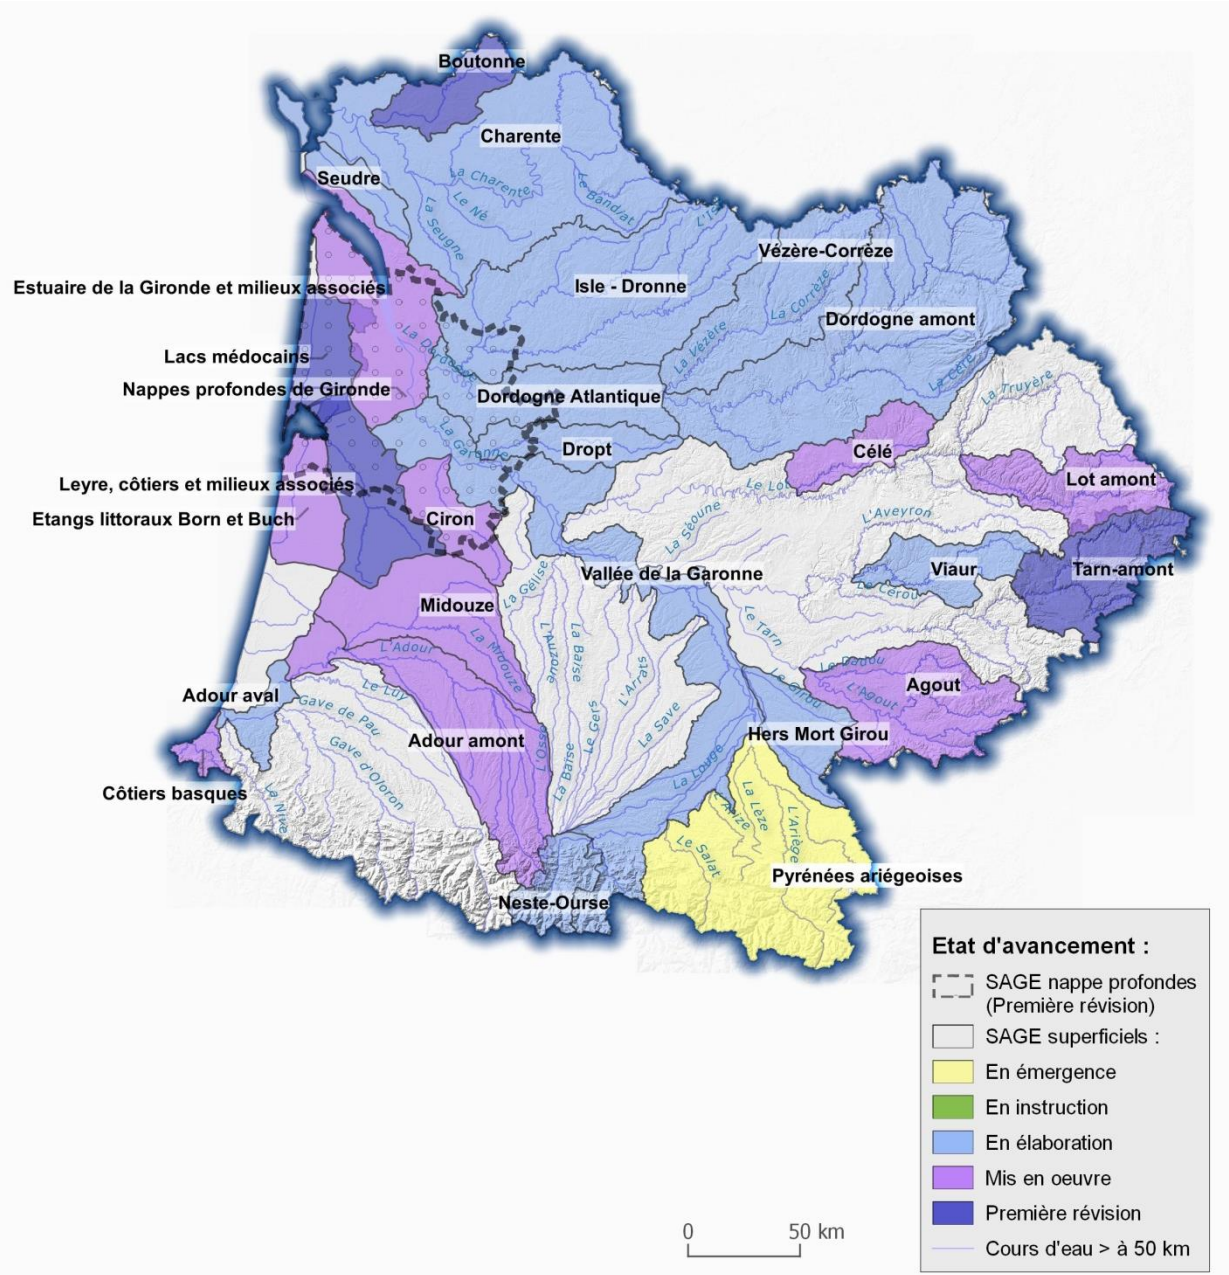 Boutonne
Charente
La Charente
Seudre
Le Né
Le Bandiat
La Seugne
L'Is
Vézère-Corrèze
Isle - Dronne
Estuaire de la Gironde et milieux associés
La Corrèze
Dordogne amont
La Dordogne
La Vézère
Lacs médocains
La Cère
La Truyère
Nappes profondes de Gironde
Dordogne Atlantique
La Garonne
Dropt
Célé
Lot amont
Leyre, côtiers et milieux associés
Le Lot
Etangs littoraux Born et Buch
Ciron
La Séoune
L'Aveyron
Vallée de la Garonne
Viaur
Tarn-amont
La Gélise
Le Cérou
Midouze
Le Tarn
La Midouze
L'Auzoue
La Baïse
L'Adour
L'Arrats
Le Dadou
Le Luy
Le Girou
L'Agout
Agout
Adour aval
Gave de Pau
Le Gers
La Save
Adour amont
L'Osse
Hers Mort Girou
Gave d'Oloron
La Baïse
La Louge
Côtiers basques
La Nive
L'Arize
La Lèze
L'Ariège
Le Salat
Pyrénées ariégeoises
Neste-Ourse
Etat d'avancement :
SAGE nappe profondes
(Première révision)
SAGE superficiels :
En émergence
En instruction
En élaboration
Mis en oeuvre
Première révision
Cours d'eau > à 50 km
0 50 km